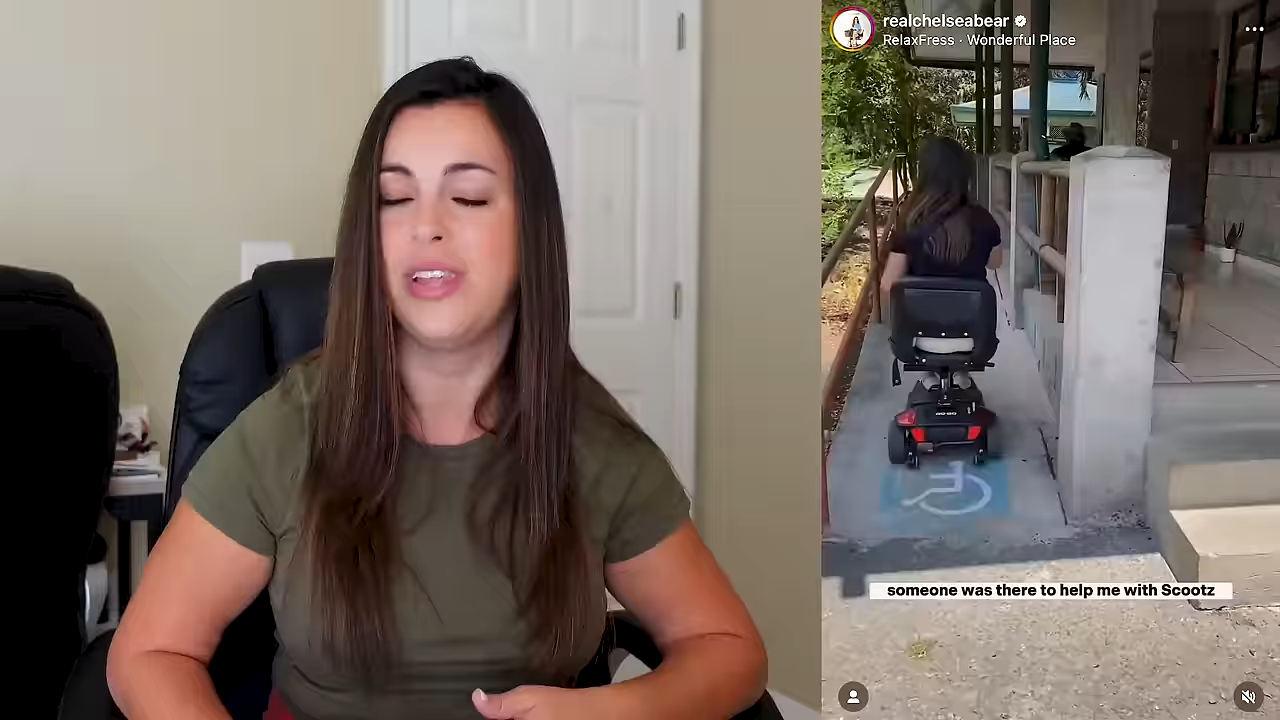 realchelseabear
RelaxFress · Wonderful Place
someone was there to help me with Scootz